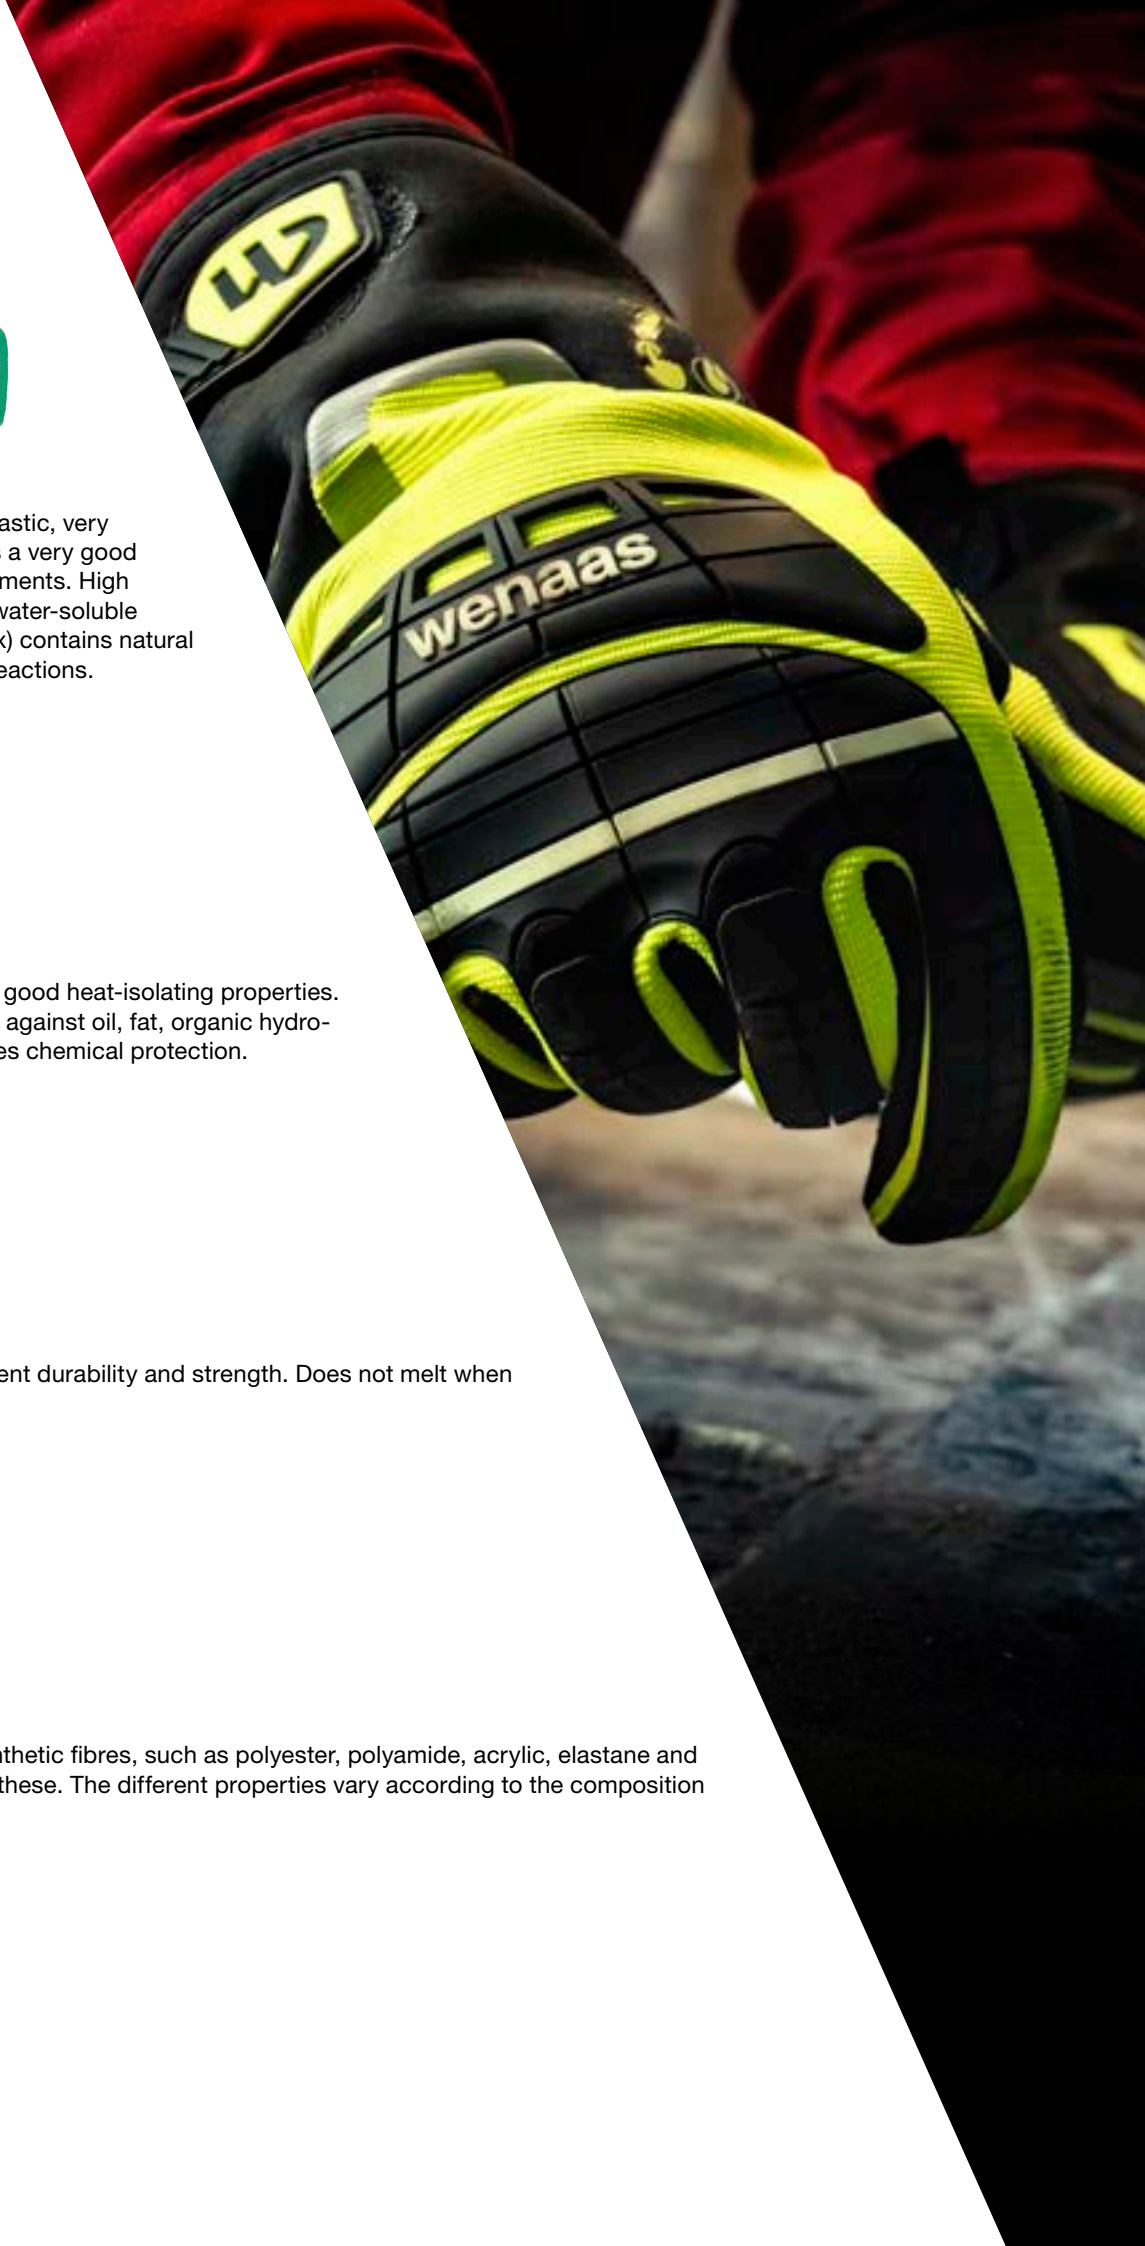 wenaas
astic, very
s a very good
ments. High
water-soluble
x) contains natural
eactions.
good heat-isolating properties.
against oil, fat, organic hydro-
es chemical protection.
ent durability and strength. Does not melt when
nthetic fibres, such as polyester, polyamide, acrylic, elastane and
these. The different properties vary according to the composition